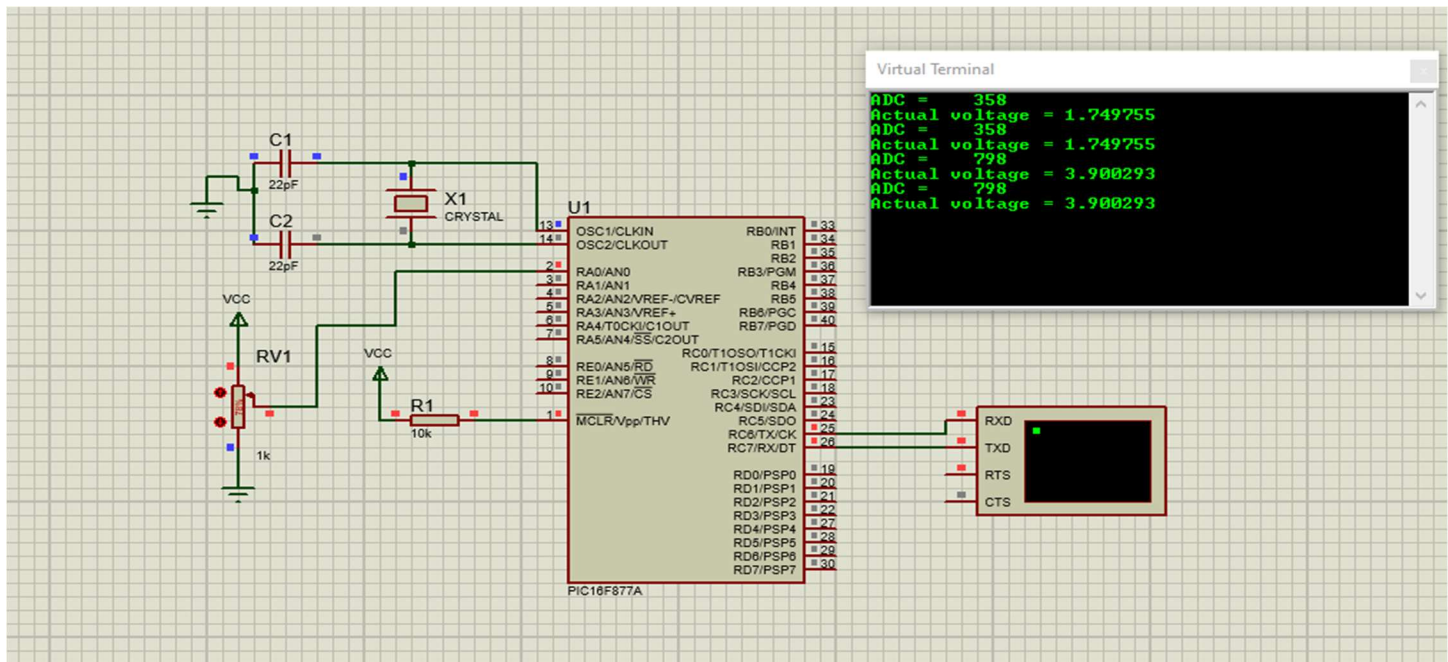 Virtual Terminal
ADC =    358
Actual voltage = 1.749755
ADC =    358
Actual voltage = 1.749755
ADC =    798
Actual voltage = 3.900293
ADC =    798
Actual voltage = 3.900293
C1
22pF
X1
CRYSTAL
C2
22pF
VCC
RV1
78%
1k
VCC
R1
10k
U1
13 OSC1/CLKIN
14 OSC2/CLKOUT
2 RA0/AN0
3 RA1/AN1
4 RA2/AN2/VREF-/CVREF
5 RA3/AN3/VREF+
6 RA4/T0CKI/C1OUT
7 RA5/AN4/SS/C2OUT
8 RE0/AN5/RD
9 RE1/AN6/WR
10 RE2/AN7/CS
1 MCLR/Vpp/THV
RB0/INT 33
RB1 34
RB2 35
RB3/PGM 36
RB4 37
RB5 38
RB6/PGC 39
RB7/PGD 40
RC0/T1OSO/T1CKI 15
RC1/T1OSI/CCP2 16
RC2/CCP1 17
RC3/SCK/SCL 18
RC4/SDI/SDA 23
RC5/SDO 24
RC6/TX/CK 25
RC7/RX/DT 26
RD0/PSP0 19
RD1/PSP1 20
RD2/PSP2 21
RD3/PSP3 22
RD4/PSP4 27
RD5/PSP5 28
RD6/PSP6 29
RD7/PSP7 30
PIC16F877A
RXD
TXD
RTS
CTS